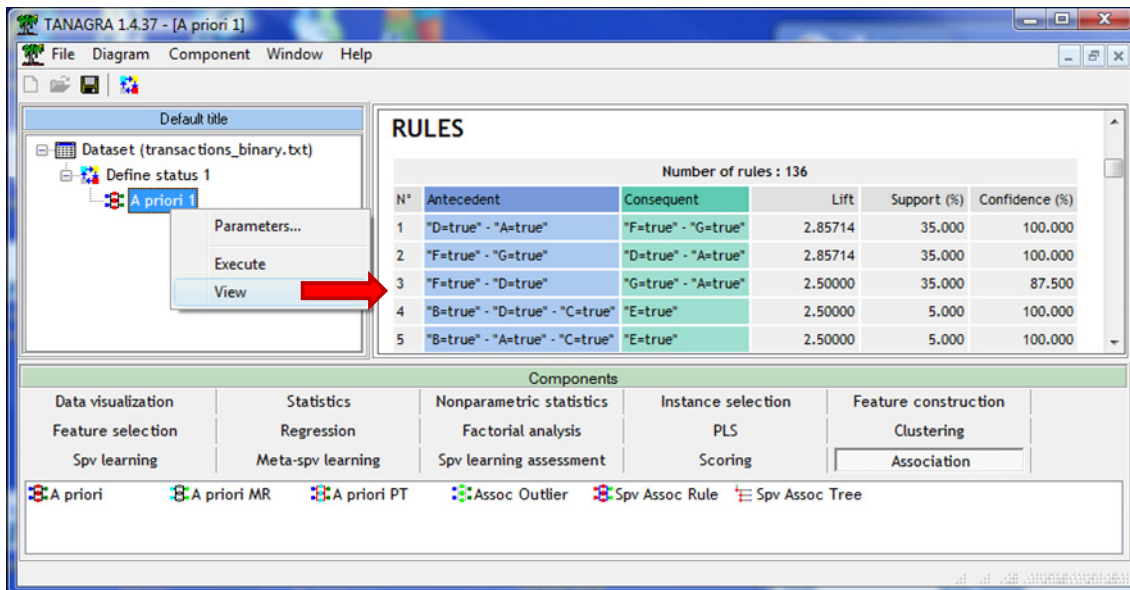 TANAGRA 1.4.37 - [A priori 1]
File Diagram Component Window Help
Default title
Dataset (transactions_binary.txt)
Define status 1
A priori 1
Parameters...
Execute
View
RULES
Number of rules : 136
N° Antecedent Consequent Lift Support (%) Confidence (%)
1 "D=true" - "A=true" "F=true" - "G=true" 2.85714 35.000 100.000
2 "F=true" - "G=true" "D=true" - "A=true" 2.85714 35.000 100.000
3 "F=true" - "D=true" "G=true" - "A=true" 2.50000 35.000 87.500
4 "B=true" - "D=true" - "C=true" "E=true" 2.50000 5.000 100.000
5 "B=true" - "A=true" - "C=true" "E=true" 2.50000 5.000 100.000
Components
Data visualization Statistics Nonparametric statistics Instance selection Feature construction
Feature selection Regression Factorial analysis PLS Clustering
Spv learning Meta-spv learning Spv learning assessment Scoring Association
A priori A priori MR A priori PT Assoc Outlier Spv Assoc Rule Spv Assoc Tree